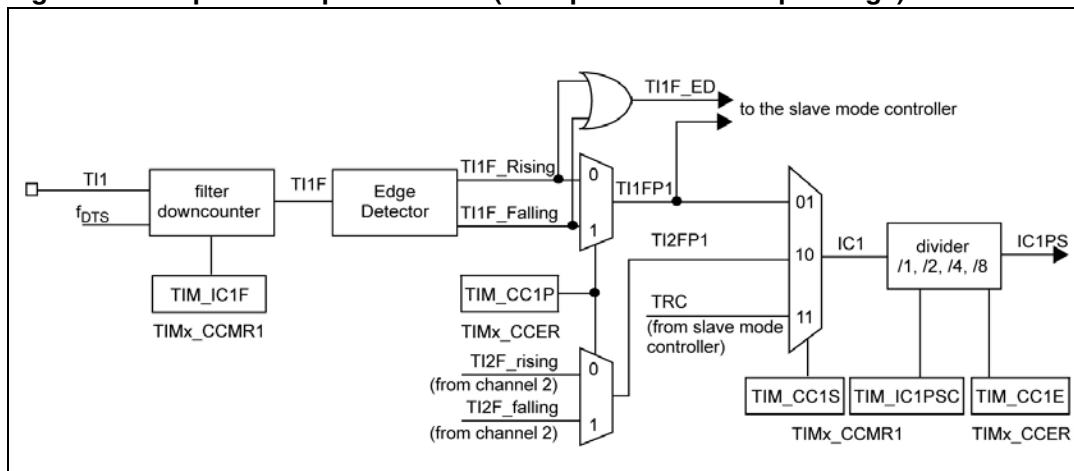 TI1F_ED
to the slave mode
controller
TI1
f_DTS
filter
downcounter
TI1F
Edge
Detector
TI1F_Rising
TI1F_Falling
0
1
TI1FP1
01
TI2FP1
10
IC1
divider
/1, /2, /4, /8
IC1PS
TRC
11
(from slave mode
controller)
TIM_IC1F
TIMx_CCMR1
TIM_CC1P
TIMx_CCER
TI2F_rising
(from channel 2)
0
TI2F_falling
(from channel 2)
1
TIM_CC1S
TIM_IC1PSC
TIM_CC1E
TIMx_CCMR1
TIMx_CCER